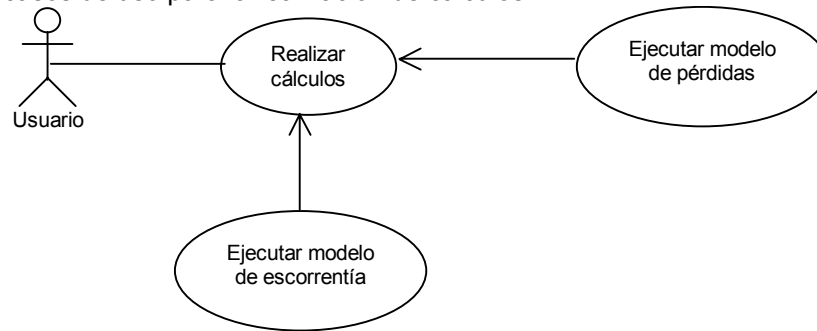 Realizar
cálculos
Ejecutar modelo
de pérdidas
Usuario
Ejecutar modelo
de escorrentía